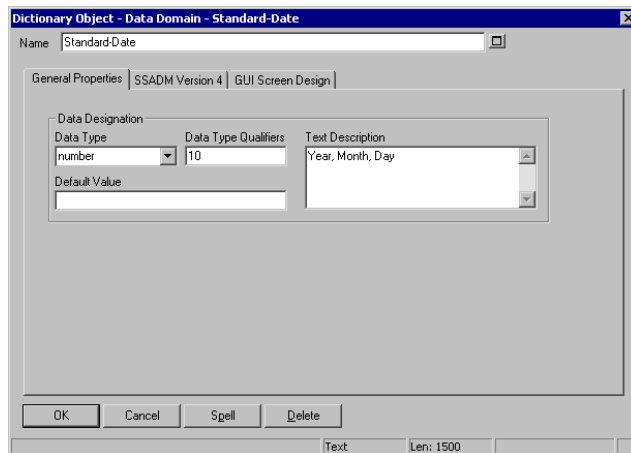 Dictionary Object - Data Domain - Standard-Date
Name Standard-Date
General Properties SSADM Version 4 GUI Screen Design
Data Designation
Data Type Data Type Qualifiers Text Description
number 10 Year, Month, Day
Default Value
OK Cancel Spell Delete
Text Len: 1500